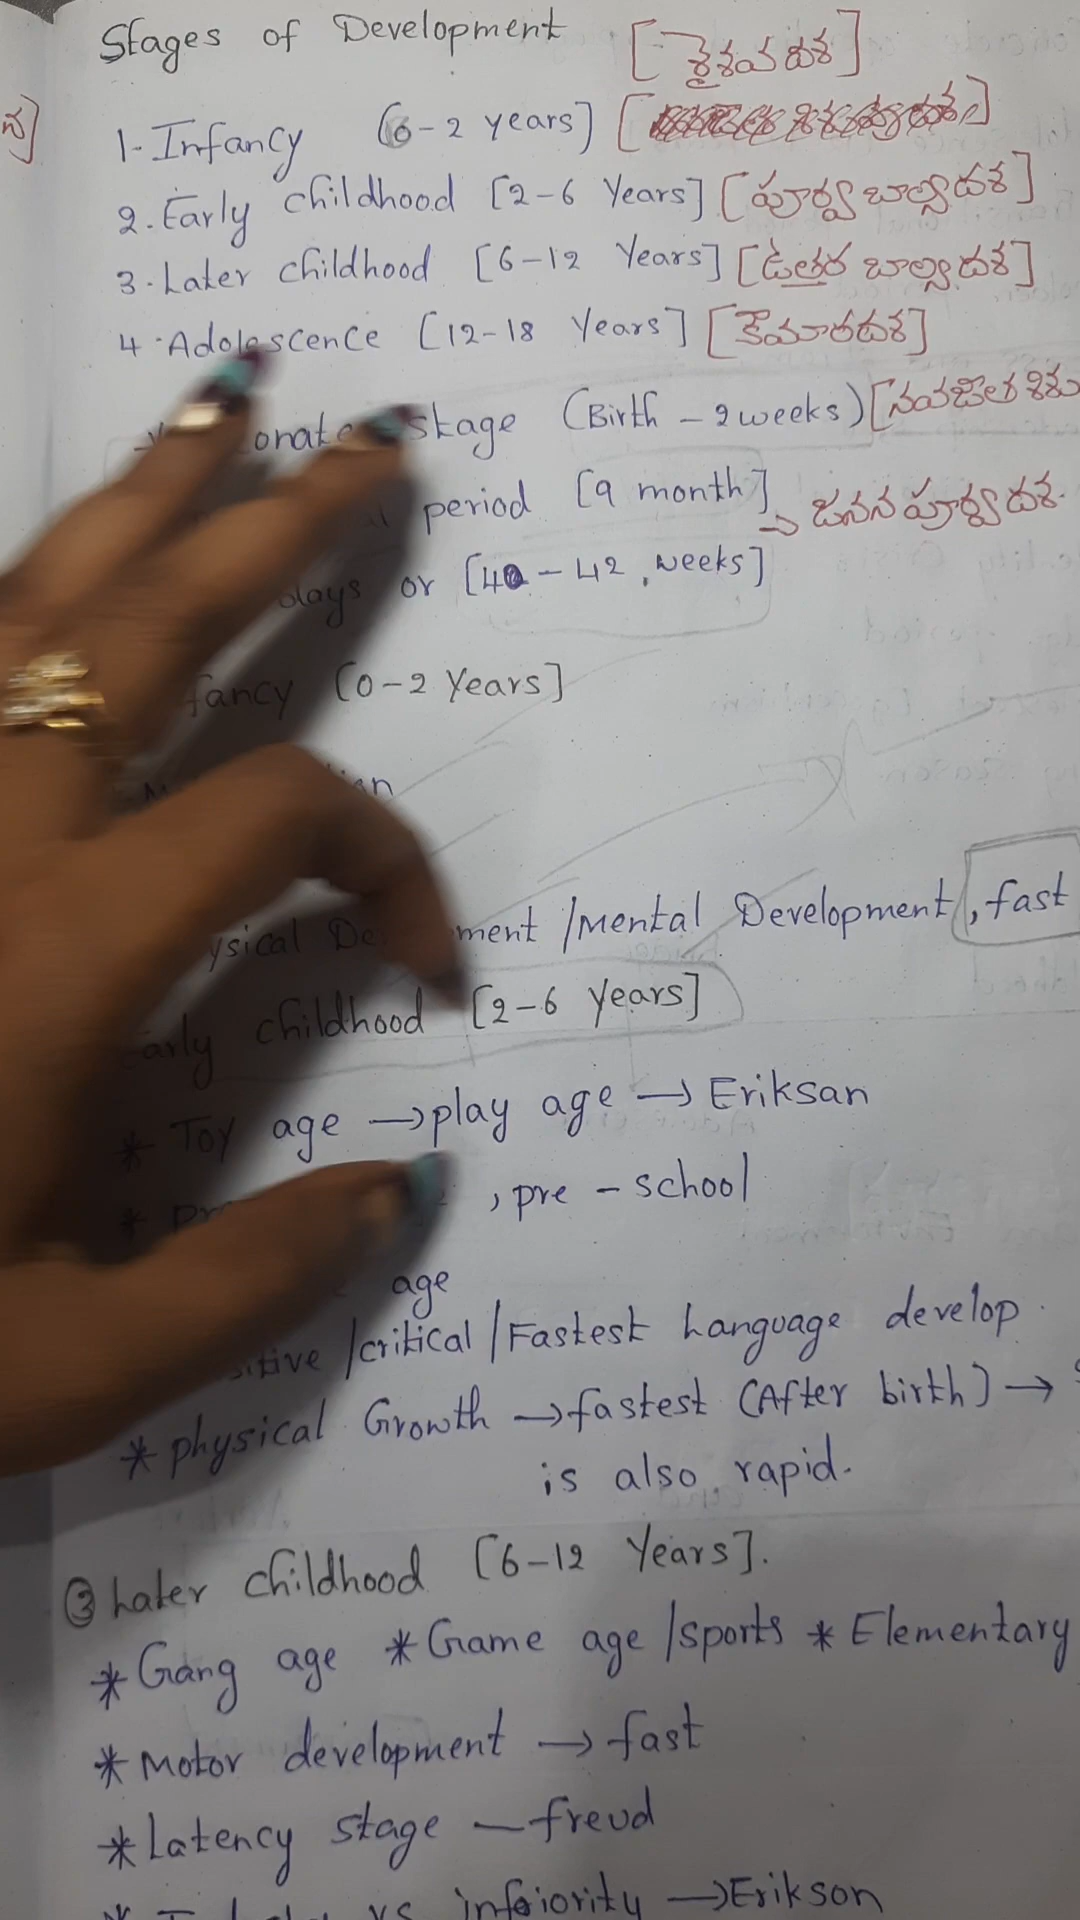 Stages of Development
[శైశవ దశ]
1. Infancy (0-2 years] [
2. Early childhood [2-6 Years] [పూర్వ బాల్య దశ]
3. Later childhood [6-12 Years] [ఉత్తర బాల్య దశ]
4. Adolescence [12-18 Years] [కౌమారదశ]
stage (Birth - 2 weeks) [నవజాత శిశు
period [9 month] → జనన పూర్వ దశ.
days or [40-42, weeks]
fancy [0-2 Years]
ment /Mental Development, fast
childhood [2-6 Years]
* Toy age → play age → Eriksan
* , pre - school
age
/critical /Fastest Language develop
* physical Growth → fastest (After birth) →
is also rapid.
③ Later childhood [6-12 Years].
* Gang age * Game age /sports * Elementary
* Motor development → fast
* Latency stage - freud
* vs inferiority → Erikson